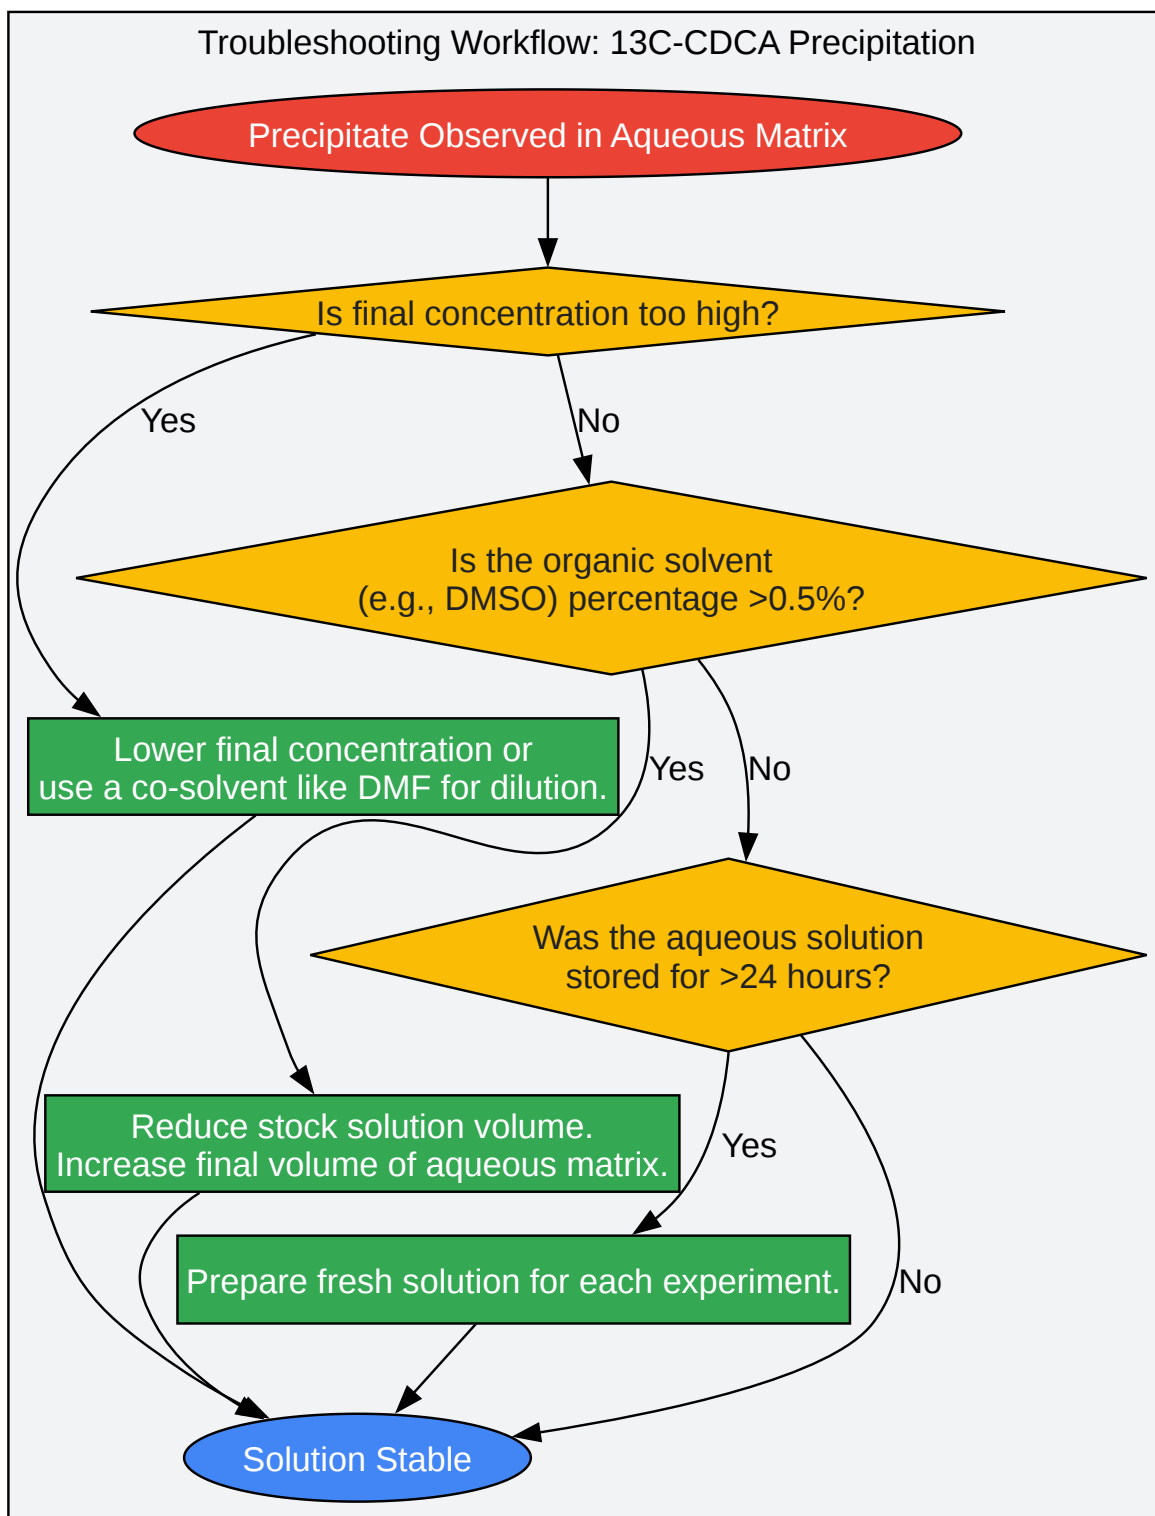 Troubleshooting Workflow: 13C-CDCA Precipitation
Precipitate Observed in Aqueous Matrix
Is final concentration too high?
Yes
No
Is the organic solvent
(e.g., DMSO) percentage >0.5%?
Lower final concentration or
use a co-solvent like DMF for dilution.
Yes
No
Was the aqueous solution
stored for >24 hours?
Reduce stock solution volume.
Increase final volume of aqueous matrix.
Yes
Prepare fresh solution for each experiment.
No
Solution Stable